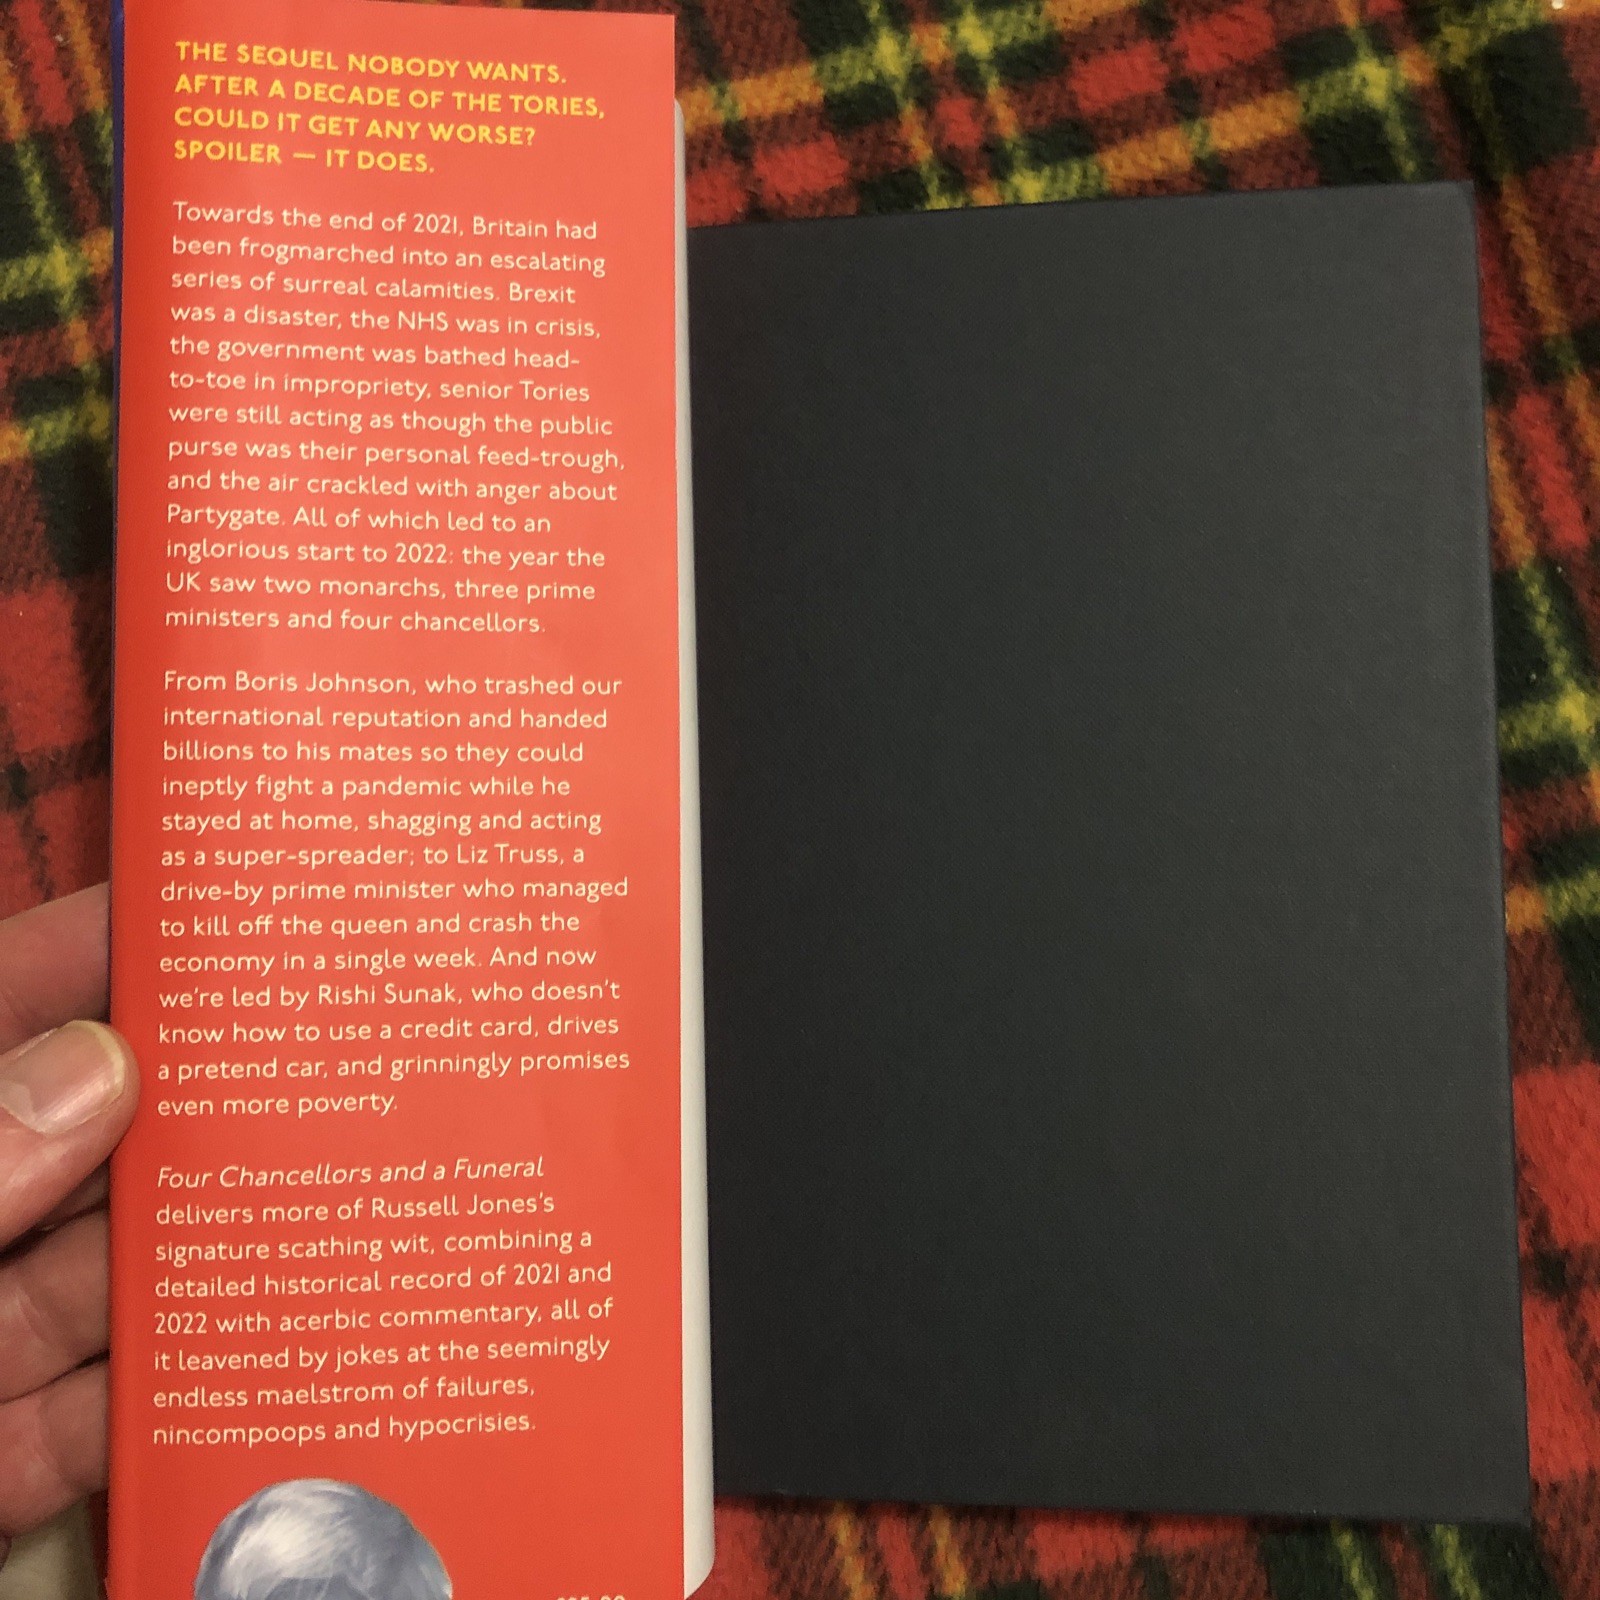 THE SEQUEL NOBODY WANTS.
AFTER A DECADE OF THE TORIES,
COULD IT GET ANY WORSE?
SPOILER — IT DOES.
Towards the end of 2021, Britain had
been frogmarched into an escalating
series of surreal calamities. Brexit
was a disaster, the NHS was in crisis,
the government was bathed head-
to-toe in impropriety, senior Tories
were still acting as though the public
purse was their personal feed-trough,
and the air crackled with anger about
Partygate. All of which led to an
inglorious start to 2022: the year the
UK saw two monarchs, three prime
ministers and four chancellors.
From Boris Johnson, who trashed our
international reputation and handed
billions to his mates so they could
ineptly fight a pandemic while he
stayed at home, shagging and acting
as a super-spreader; to Liz Truss, a
drive-by prime minister who managed
to kill off the queen and crash the
economy in a single week. And now
we're led by Rishi Sunak, who doesn't
know how to use a credit card, drives
a pretend car, and grinningly promises
even more poverty.
Four Chancellors and a Funeral
delivers more of Russell Jones's
signature scathing wit, combining a
detailed historical record of 2021 and
2022 with acerbic commentary, all of
it leavened by jokes at the seemingly
endless maelstrom of failures,
nincompoops and hypocrisies.